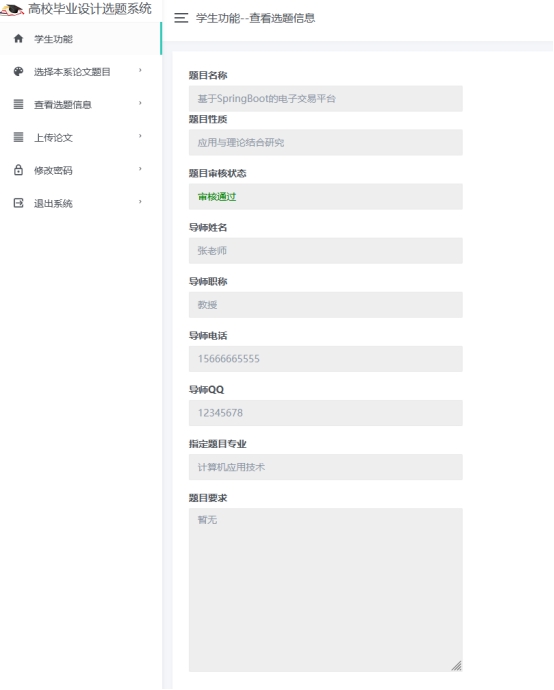 高校毕业设计选题系统
学生功能
选择本系论文题目
查看选题信息
上传论文
修改密码
退出系统
学生功能--查看选题信息
题目名称
基于SpringBoot的电子交易平台
题目性质
应用与理论结合研究
题目审核状态
审核通过
导师姓名
张老师
导师职称
教授
导师电话
15666665555
导师QQ
12345678
指定题目专业
计算机应用技术
题目要求
暂无